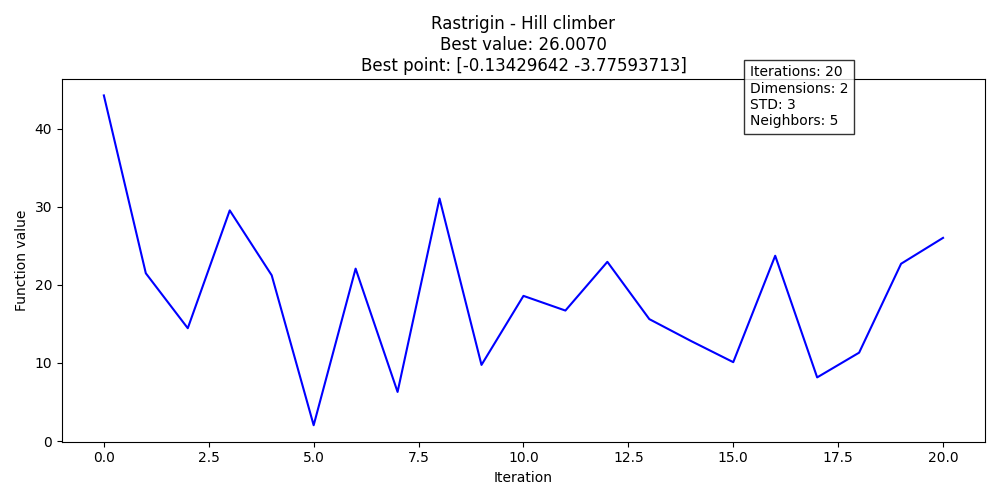 Rastrigin - Hill climber
Best value: 26.0070
Best point: [-0.13429642 -3.77593713]
Iterations: 20
Dimensions: 2
STD: 3
Neighbors: 5
Function value
40
30
20
10
0
0.0 2.5 5.0 7.5 10.0 12.5 15.0 17.5 20.0
Iteration